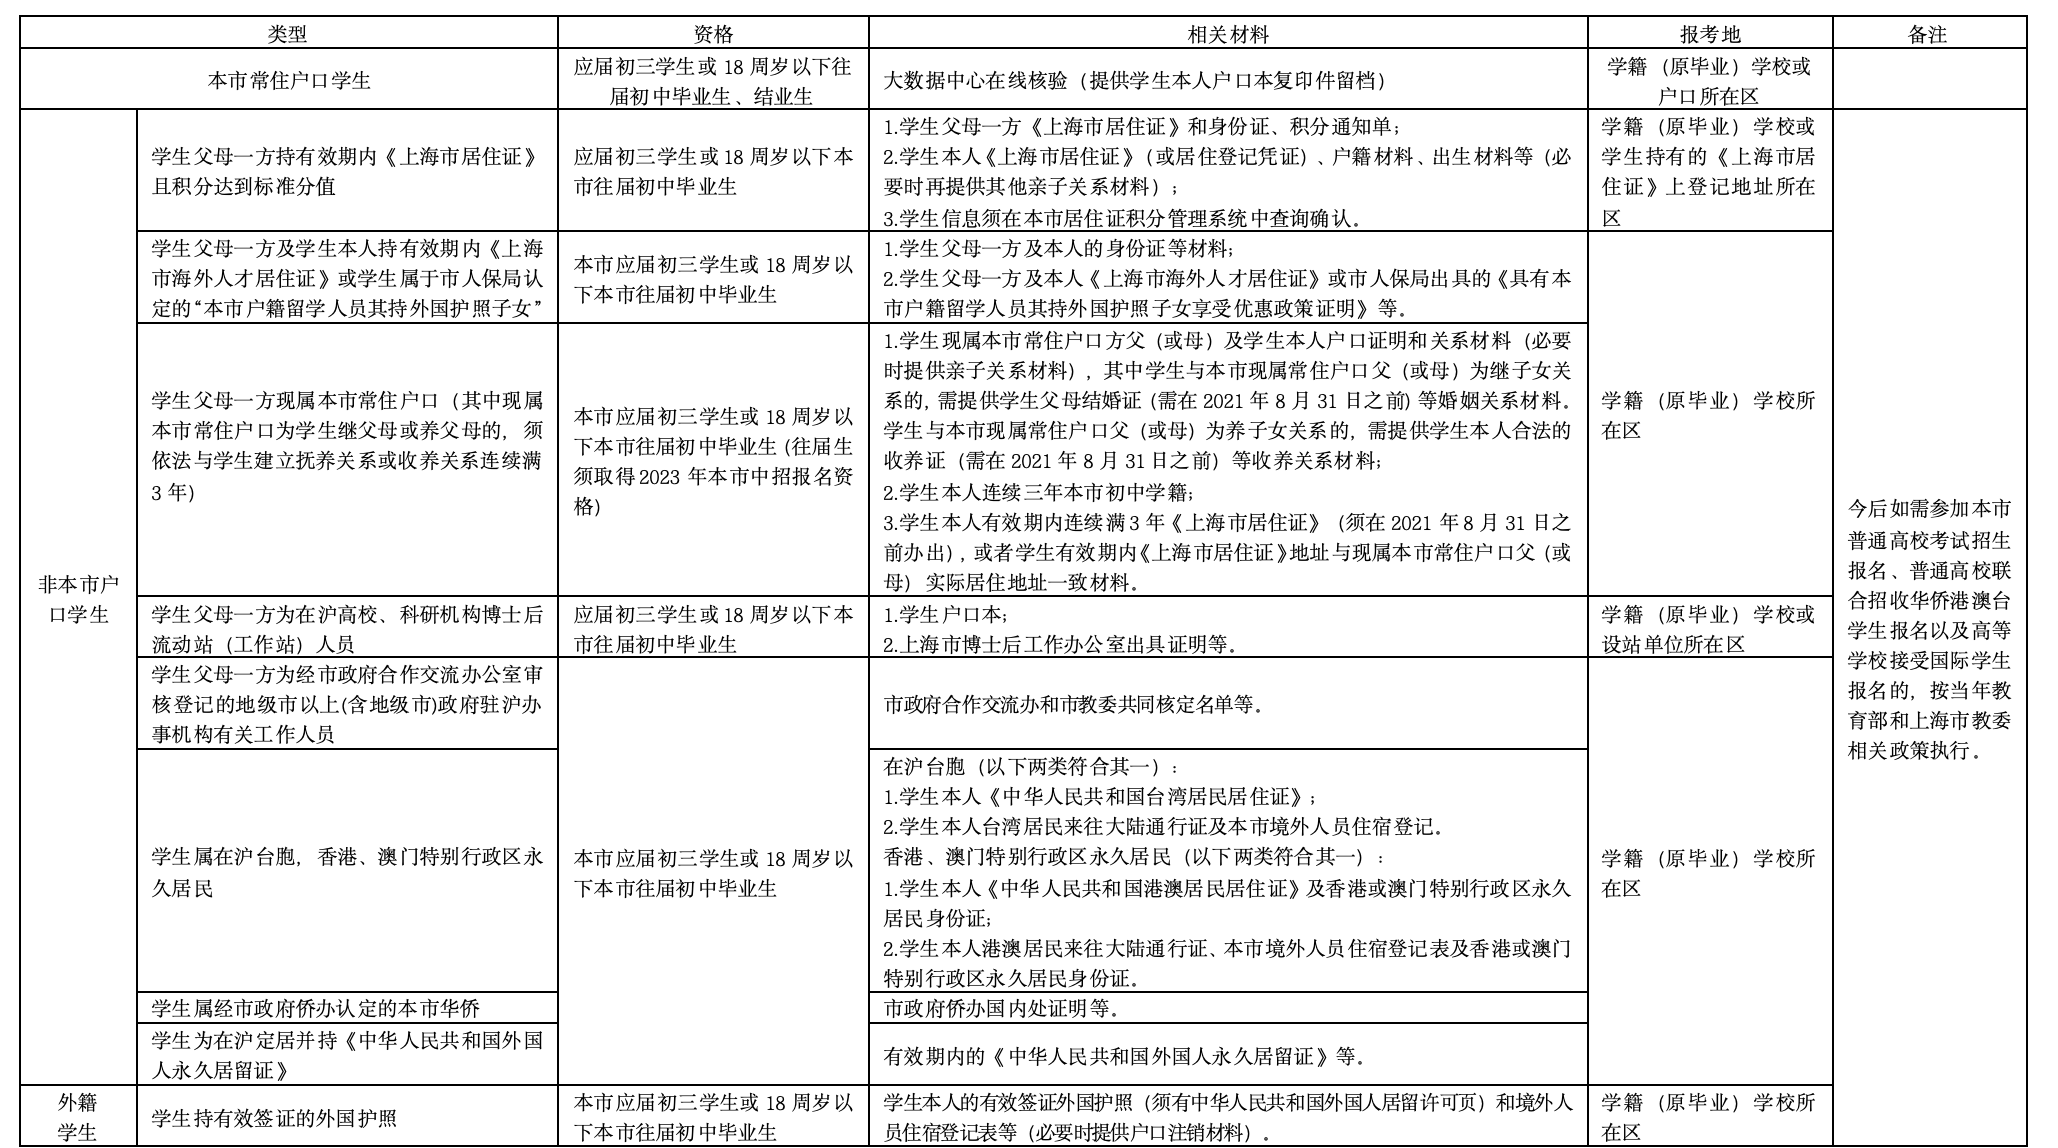 类型
资格
相关材料
报考地
备注
本市常住户口学生
应届初三学生或 18 周岁以下往
届初中毕业生、结业生
大数据中心在线核验（提供学生本人户口本复印件留档）
学籍（原毕业）学校或
户口所在区
非本市户
口学生
学生父母一方持有效期内《上海市居住证》
且积分达到标准分值
应届初三学生或 18 周岁以下本
市往届初中毕业生
1.学生父母一方《上海市居住证》和身份证、积分通知单；
2.学生本人《上海市居住证》（或居住登记凭证）、户籍材料、出生材料等（必
要时再提供其他亲子关系材料）；
3.学生信息须在本市居住证积分管理系统中查询确认。
学籍（原毕业）学校或
学生持有的《上海市居
住证》上登记地址所在
区
学生父母一方及学生本人持有效期内《上海
市海外人才居住证》或学生属于市人保局认
定的“本市户籍留学人员其持外国护照子女”
本市应届初三学生或 18 周岁以
下本市往届初中毕业生
1.学生父母一方及本人的身份证等材料；
2.学生父母一方及本人《上海市海外人才居住证》或市人保局出具的《具有本
市户籍留学人员其持外国护照子女享受优惠政策证明》等。
学籍（原毕业）学校所
在区
学生父母一方现属本市常住户口（其中现属
本市常住户口为学生继父母或养父母的，须
依法与学生建立抚养关系或收养关系连续满
3 年）
本市应届初三学生或 18 周岁以
下本市往届初中毕业生（往届生
须取得 2023 年本市中招报名资
格）
1.学生现属本市常住户口方父（或母）及学生本人户口证明和关系材料（必要
时提供亲子关系材料），其中学生与本市现属常住户口父（或母）为继子女关
系的，需提供学生父母结婚证（需在 2021 年 8 月 31 日之前）等婚姻关系材料。
学生与本市现属常住户口父（或母）为养子女关系的，需提供学生本人合法的
收养证（需在 2021 年 8 月 31 日之前）等收养关系材料；
2.学生本人连续三年本市初中学籍；
3.学生本人有效期内连续满 3 年《上海市居住证》（须在 2021 年 8 月 31 日之
前办出），或者学生有效期内《上海市居住证》地址与现属本市常住户口父（或
母）实际居住地址一致材料。
学生父母一方为在沪高校、科研机构博士后
流动站（工作站）人员
应届初三学生或 18 周岁以下本
市往届初中毕业生
1.学生户口本；
2.上海市博士后工作办公室出具证明等。
学籍（原毕业）学校或
设站单位所在区
学生父母一方为经市政府合作交流办公室审
核登记的地级市以上(含地级市)政府驻沪办
事机构有关工作人员
市政府合作交流办和市教委共同核定名单等。
本市应届初三学生或 18 周岁以
下本市往届初中毕业生
学籍（原毕业）学校所
在区
学生属在沪台胞，香港、澳门特别行政区永
久居民
在沪台胞（以下两类符合其一）：
1.学生本人《中华人民共和国台湾居民居住证》；
2.学生本人台湾居民来往大陆通行证及本市境外人员住宿登记。
香港、澳门特别行政区永久居民（以下两类符合其一）：
1.学生本人《中华人民共和国港澳居民居住证》及香港或澳门特别行政区永久
居民身份证；
2.学生本人港澳居民来往大陆通行证、本市境外人员住宿登记表及香港或澳门
特别行政区永久居民身份证。
学生属经市政府侨办认定的本市华侨
市政府侨办国内处证明等。
学生为在沪定居并持《中华人民共和国外国
人永久居留证》
有效期内的《中华人民共和国外国人永久居留证》等。
今后如需参加本市
普通高校考试招生
报名、普通高校联
合招收华侨港澳台
学生报名以及高等
学校接受国际学生
报名的，按当年教
育部和上海市教委
相关政策执行。
外籍
学生
学生持有效签证的外国护照
本市应届初三学生或 18 周岁以
下本市往届初中毕业生
学生本人的有效签证外国护照（须有中华人民共和国外国人居留许可页）和境外人
员住宿登记表等（必要时提供户口注销材料）。
学籍（原毕业）学校所
在区